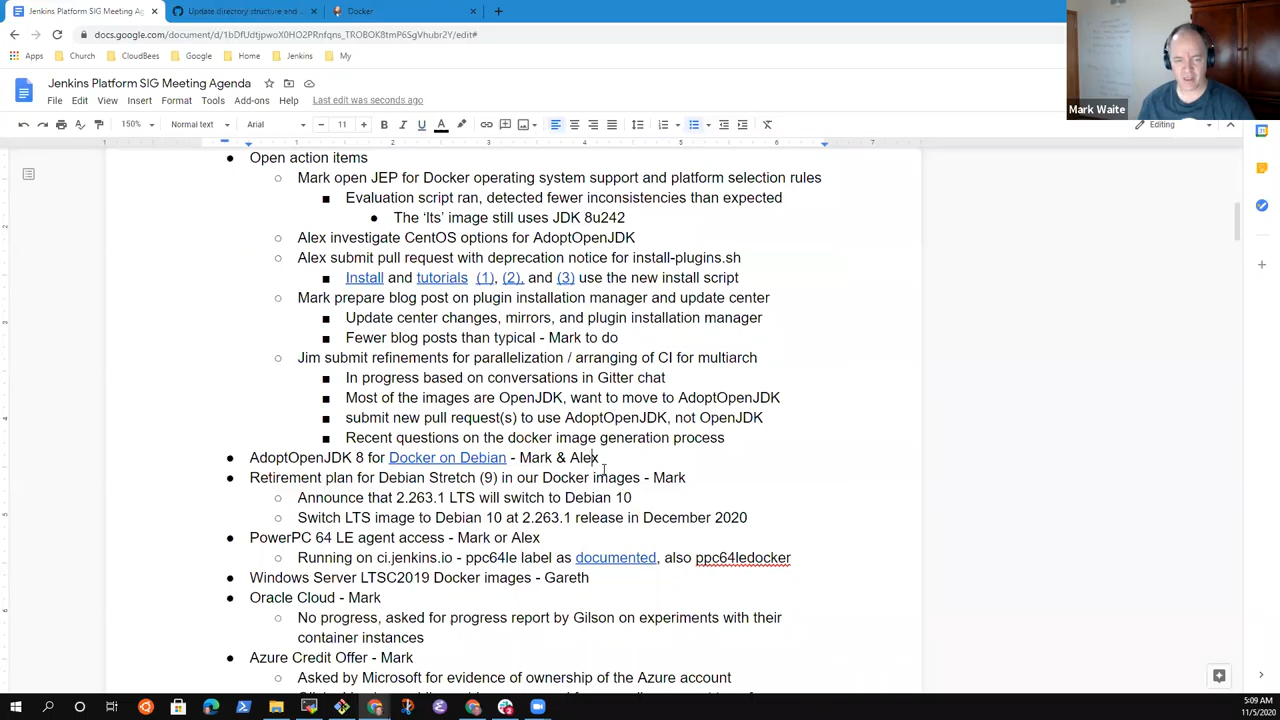 Jenkins Platform SIG Meeting Ag
Update directory structure and
Docker
docs.google.com/document/d/1bDfUdtjpwoX0HO2PRnfqns_TROBOK8tmP6SgVhubr2Y/edit#
Apps
Church
CloudBees
Google
Home
Jenkins
My
Jenkins Platform SIG Meeting Agenda
File Edit View Insert Format Tools Add-ons Help Last edit was seconds ago
150% Normal text Arial 11 Editing
Mark Waite
1 1 2 3 4 5 6 7
Open action items
Mark open JEP for Docker operating system support and platform selection rules
Evaluation script ran, detected fewer inconsistencies than expected
The ‘lts’ image still uses JDK 8u242
Alex investigate CentOS options for AdoptOpenJDK
Alex submit pull request with deprecation notice for install-plugins.sh
Install and tutorials (1), (2), and (3) use the new install script
Mark prepare blog post on plugin installation manager and update center
Update center changes, mirrors, and plugin installation manager
Fewer blog posts than typical - Mark to do
Jim submit refinements for parallelization / arranging of CI for multiarch
In progress based on conversations in Gitter chat
Most of the images are OpenJDK, want to move to AdoptOpenJDK
submit new pull request(s) to use AdoptOpenJDK, not OpenJDK
Recent questions on the docker image generation process
AdoptOpenJDK 8 for Docker on Debian - Mark & Alex
Retirement plan for Debian Stretch (9) in our Docker images - Mark
Announce that 2.263.1 LTS will switch to Debian 10
Switch LTS image to Debian 10 at 2.263.1 release in December 2020
PowerPC 64 LE agent access - Mark or Alex
Running on ci.jenkins.io - ppc64le label as documented, also ppc64ledocker
Windows Server LTSC2019 Docker images - Gareth
Oracle Cloud - Mark
No progress, asked for progress report by Gilson on experiments with their
container instances
Azure Credit Offer - Mark
Asked by Microsoft for evidence of ownership of the Azure account
5:09 AM
11/5/2020